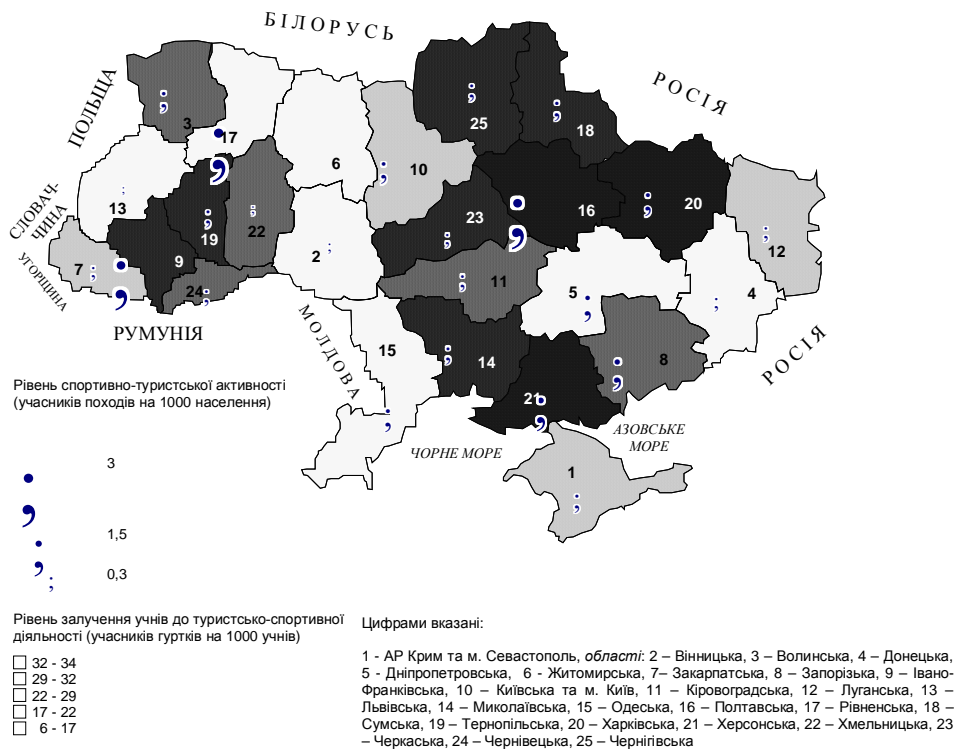 БІЛОРУСЬ
ПОЛЬЩА
РОСІЯ
3
17
25
18
6
10
13
19
22
23
16
20
СЛОВАЧ-
ЧИНА
УГОРЩИНА
7
9
24
2
11
12
5
4
РУМУНІЯ
МОЛДОВА
15
14
8
21
РОСІЯ
ЧОРНЕ МОРЕ
АЗОВСЬКЕ
МОРЕ
1
Рівень спортивно-туристської активності
(учасників походів на 1000 населення)
3
1,5
0,3
Рівень залучення учнів до туристсько-спортивної
діяльності (учасників гуртків на 1000 учнів)
32 - 34
29 - 32
22 - 29
17 - 22
6 - 17
Цифрами вказані:
1 - АР Крим та м. Севастополь, області: 2 – Вінницька, 3 – Волинська, 4 – Донецька,
5 - Дніпропетровська, 6 - Житомирська, 7– Закарпатська, 8 – Запорізька, 9 – Івано-
Франківська, 10 – Київська та м. Київ, 11 – Кіровоградська, 12 – Луганська, 13 –
Львівська, 14 – Миколаївська, 15 – Одеська, 16 – Полтавська, 17 – Рівненська, 18 –
Сумська, 19 – Тернопільська, 20 – Харківська, 21 – Херсонська, 22 – Хмельницька, 23
– Черкаська, 24 – Чернівецька, 25 – Чернігівська